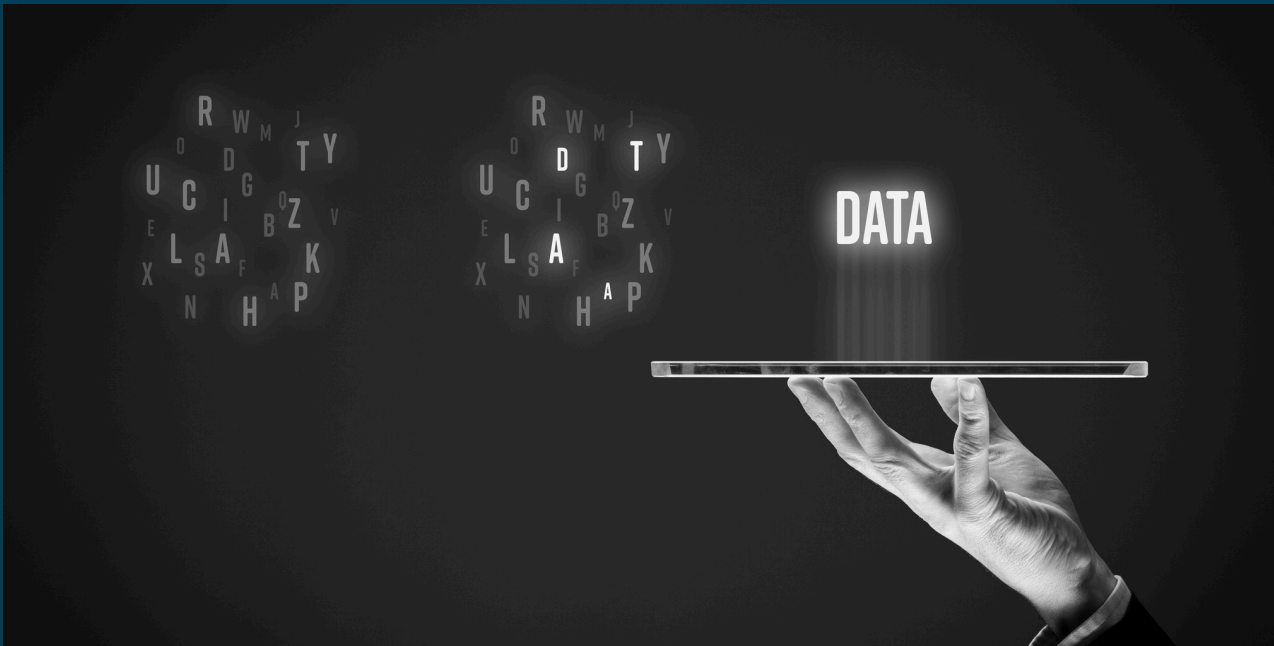 R W M J
O D T Y
U C G
I B Q Z V
E L S A F K
X N H A P
R W M J
O D T Y
U C G
I B Q Z V
E L S A F K
X N H A P
DATA